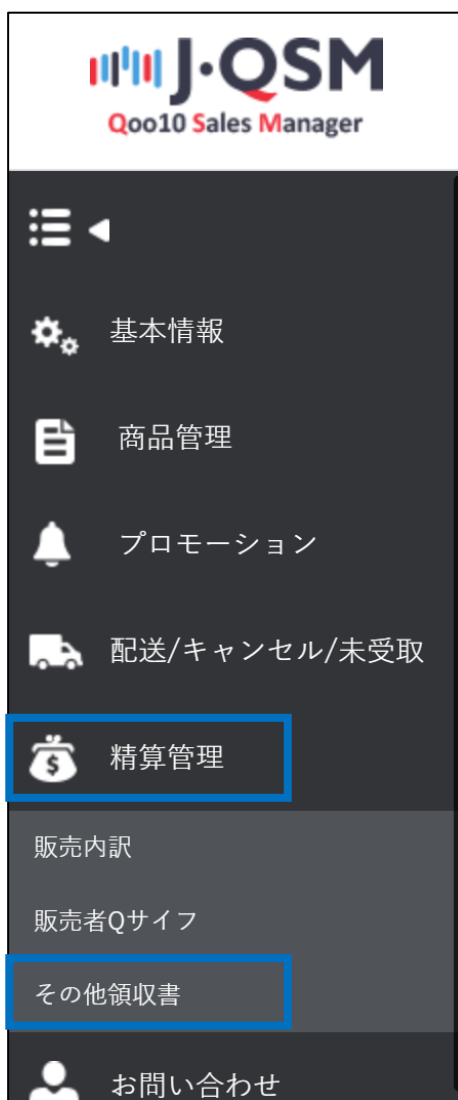 J·QSM
Qoo10 Sales Manager
基本情報
商品管理
プロモーション
配送/キャンセル/未受取
精算管理
販売内訳
販売者Qサイフ
その他領収書
お問い合わせ